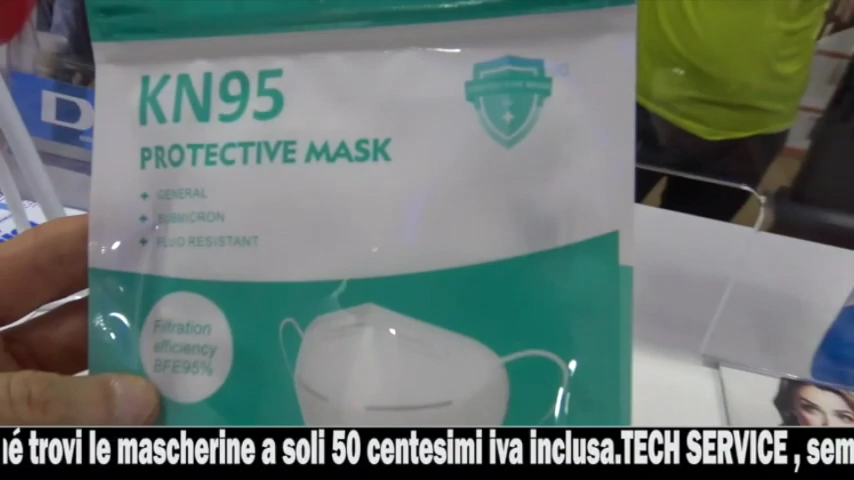 KN95
PROTECTIVE MASK
GENERAL
SUBMICRON
FLUID RESISTANT
Filtration
efficiency
BFE95%
D
né trovi le mascherine a soli 50 centesimi iva inclusa.TECH SERVICE , sem